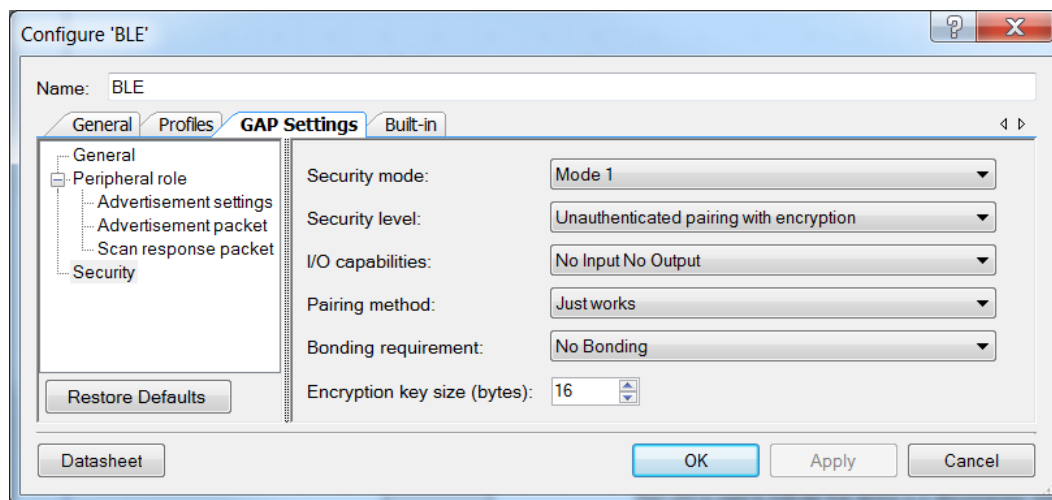 Configure 'BLE'
Name: BLE
General Profiles GAP Settings Built-in
General
Peripheral role
Advertisement settings
Advertisement packet
Scan response packet
Security
Restore Defaults
Security mode: Mode 1
Security level: Unauthenticated pairing with encryption
I/O capabilities: No Input No Output
Pairing method: Just works
Bonding requirement: No Bonding
Encryption key size (bytes): 16
Datasheet OK Apply Cancel